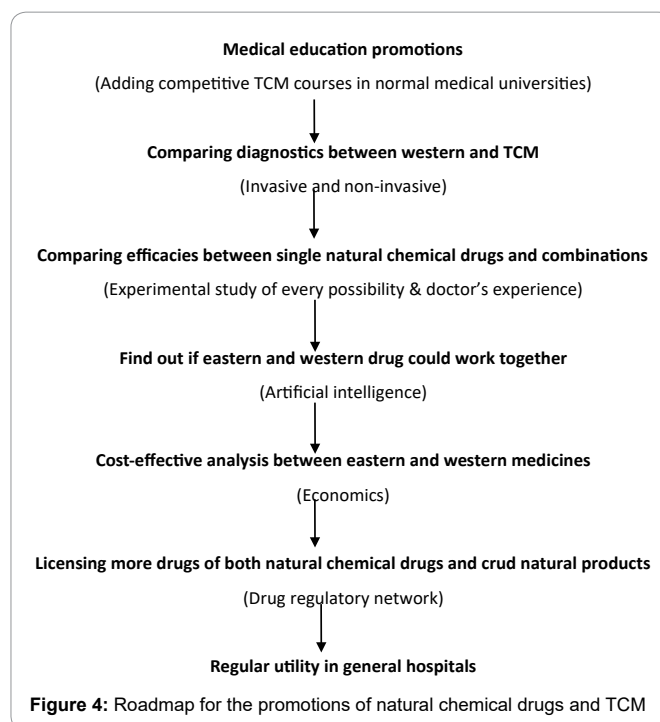 Medical education promotions
(Adding competitive TCM courses in normal medical universities)
Comparing diagnostics between western and TCM
(Invasive and non-invasive)
Comparing efficacies between single natural chemical drugs and combinations
(Experimental study of every possibility & doctor's experience)
Find out if eastern and western drug could work together
(Artificial intelligence)
Cost-effective analysis between eastern and western medicines
(Economics)
Licensing more drugs of both natural chemical drugs and crud natural products
(Drug regulatory network)
Regular utility in general hospitals
Figure 4: Roadmap for the promotions of natural chemical drugs and TCM